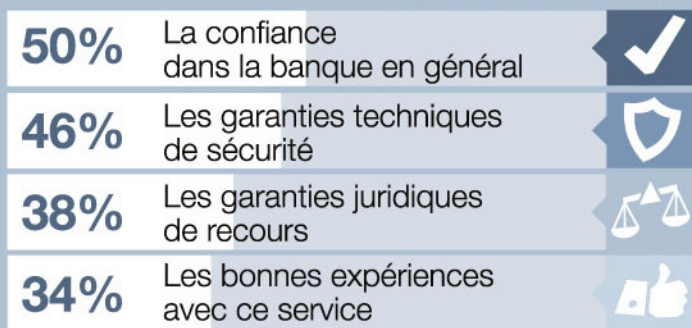 50%
La confiance
dans la banque en général
46%
Les garanties techniques
de sécurité
38%
Les garanties juridiques
de recours
34%
Les bonnes expériences
avec ce service